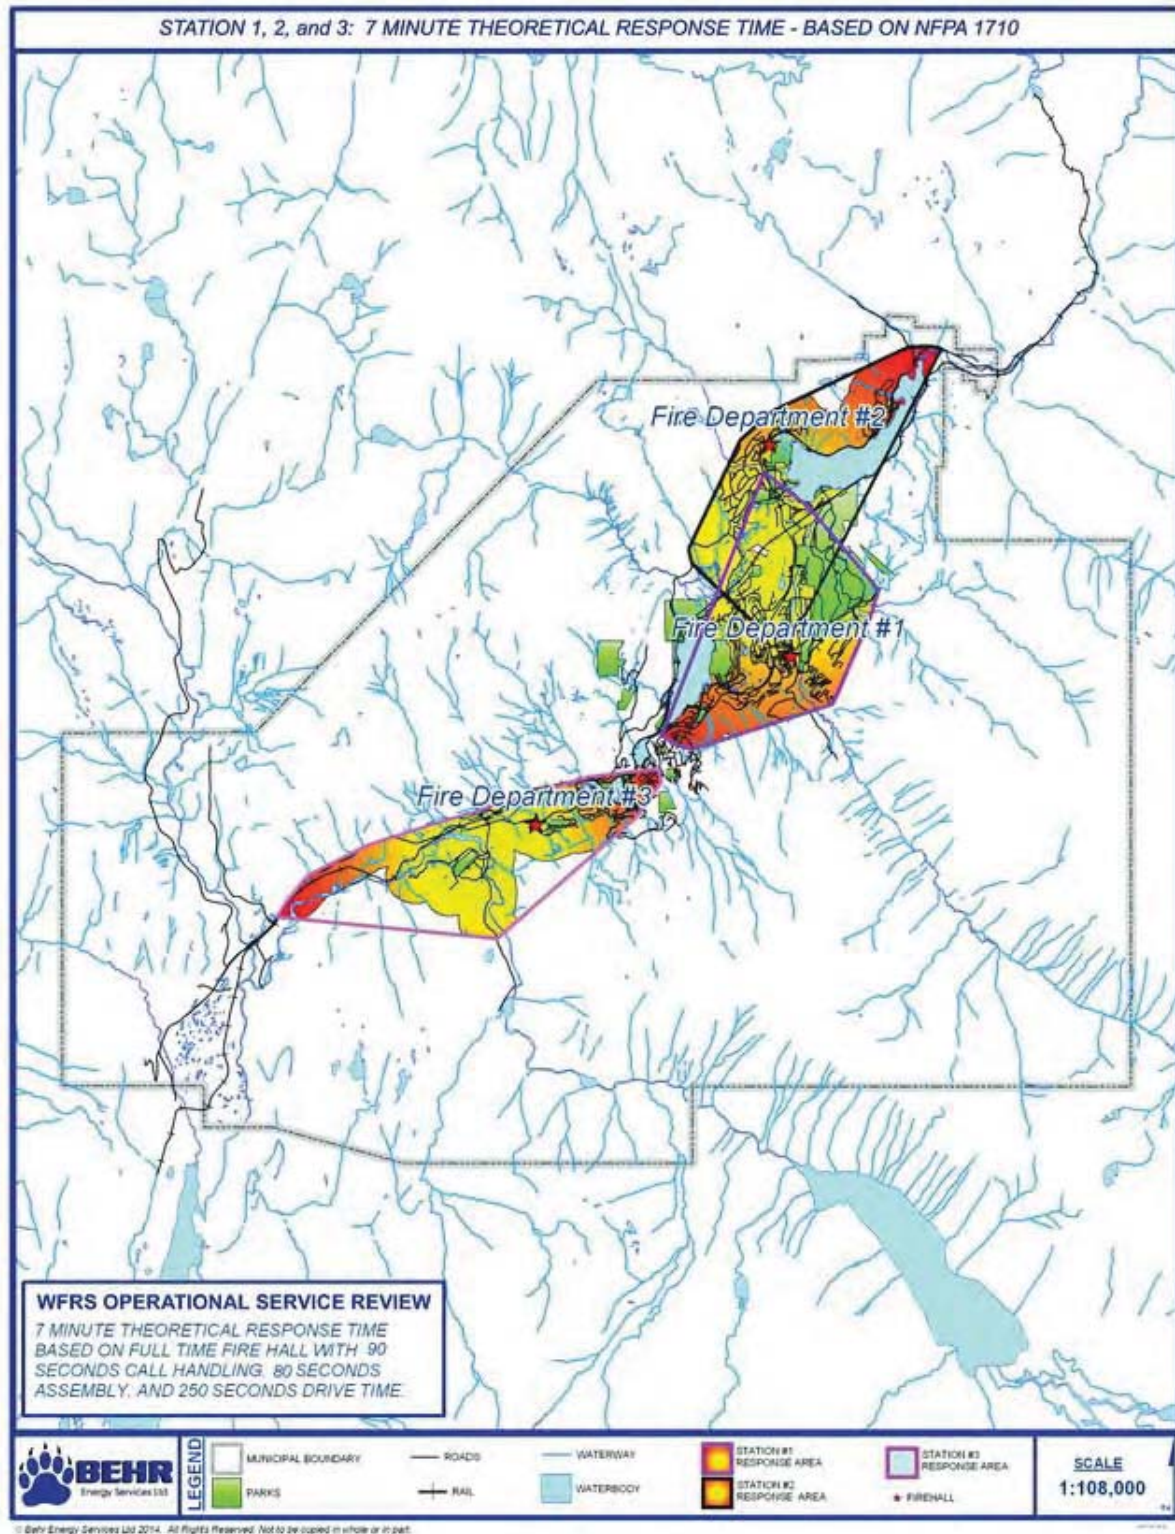 STATION 1, 2, and 3: 7 MINUTE THEORETICAL RESPONSE TIME - BASED ON NFPA 1710
Fire Department #2
Fire Department #1
Fire Department #3
WFRS OPERATIONAL SERVICE REVIEW
7 MINUTE THEORETICAL RESPONSE TIME
BASED ON FULL TIME FIRE HALL WITH 90
SECONDS CALL HANDLING. 80 SECONDS
ASSEMBLY, AND 250 SECONDS DRIVE TIME.
BEHR
Energy Services Ltd
LEGEND
MUNICIPAL BOUNDARY
PARKS
ROADS
RAIL
WATERWAY
WATERBODY
STATION #1
RESPONSE AREA
STATION #2
RESPONSE AREA
STATION #3
RESPONSE AREA
FIREHALL
SCALE
1:108,000
© Behr Energy Services Ltd 2014. All Rights Reserved. Not to be copied in whole or in part.